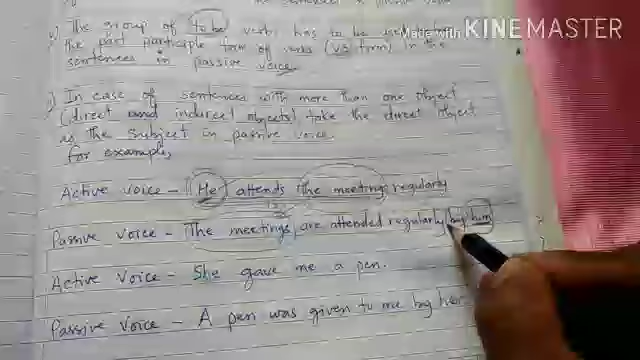 Made with KINEMASTER
The group of to be verbs has to be
the past participle form of verbs (V3 form) in the
sentences in passive voice.
In case of sentences with more than one object
(direct and indirect objects) take the direct object
as the subject in passive voice.
for example,
Active voice - He attends the meeting regularly
Passive voice - The meetings are attended regularly by him
Active voice - She gave me a pen.
Passive voice - A pen was given to me by her